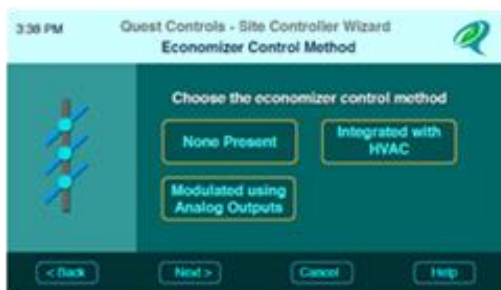 3:38 PM
Quest Controls - Site Controller Wizard
Economizer Control Method
Choose the economizer control method
None Present
Integrated with
HVAC
Modulated using
Analog Outputs
< Back
Next >
Cancel
Help